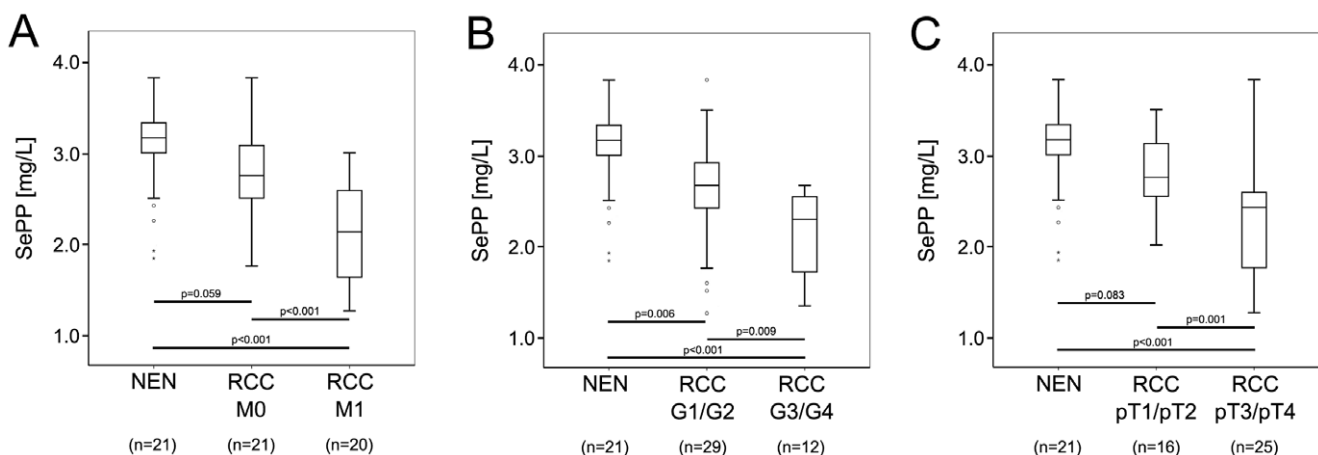 A
4.0
3.0
2.0
1.0
SePP [mg/L]
p=0.059
p<0.001
p<0.001
NEN
RCC
M0
RCC
M1
(n=21)
(n=21)
(n=20)
B
4.0
3.0
2.0
1.0
SePP [mg/L]
p=0.006
p=0.009
p<0.001
NEN
RCC
G1/G2
RCC
G3/G4
(n=21)
(n=29)
(n=12)
C
4.0
3.0
2.0
1.0
SePP [mg/L]
p=0.083
p=0.001
p<0.001
NEN
RCC
pT1/pT2
RCC
pT3/pT4
(n=21)
(n=16)
(n=25)